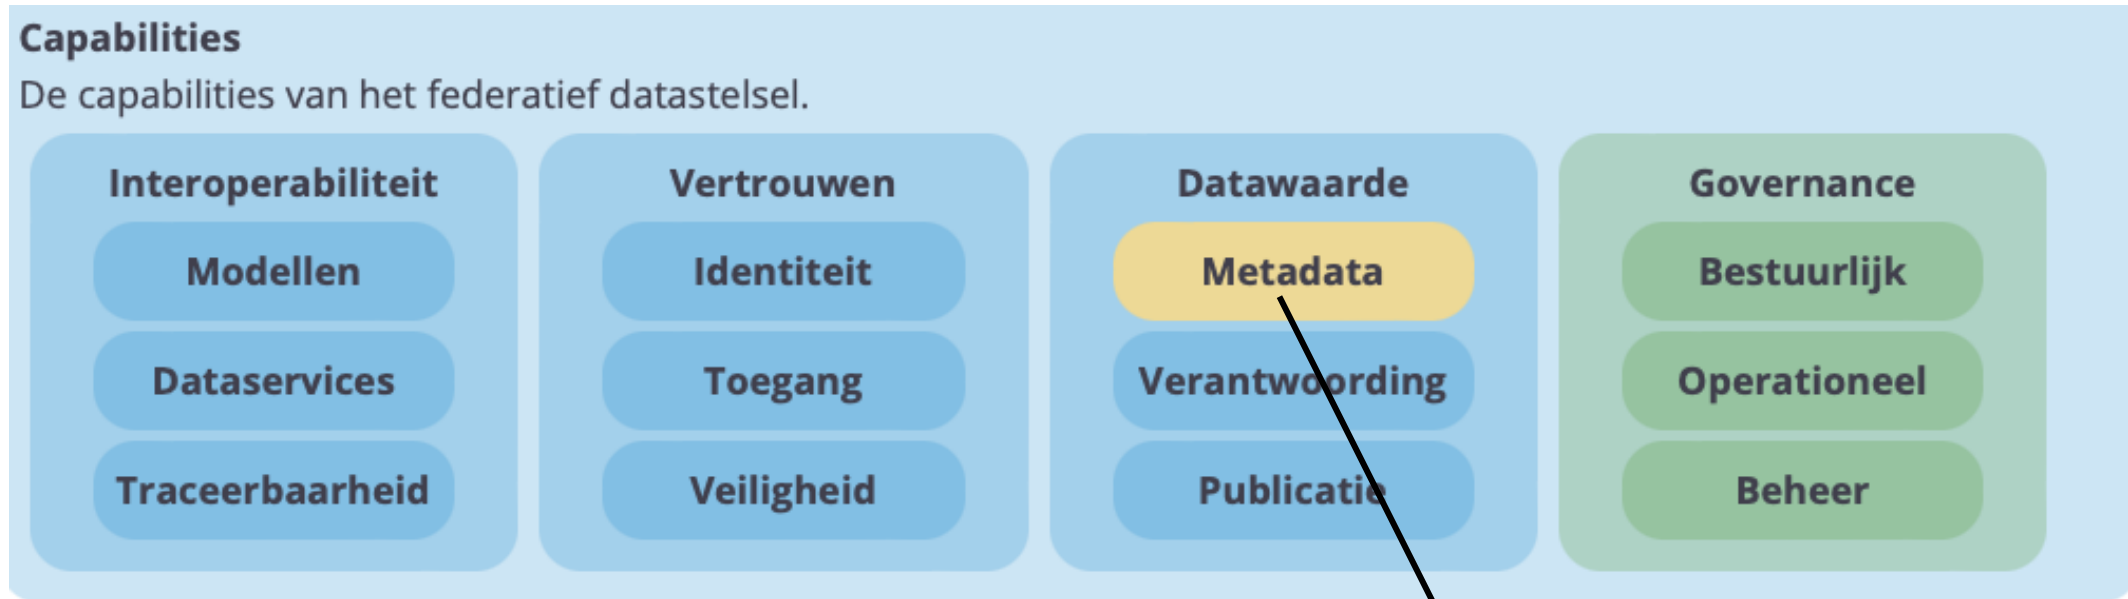 Capabilities
De capabilities van het federatief datastelsel.
Interoperabiliteit
Modellen
Dataservices
Traceerbaarheid
Vertrouwen
Identiteit
Toegang
Veiligheid
Datawaarde
Metadata
Verantwoording
Publicatie
Governance
Bestuurlijk
Operationeel
Beheer